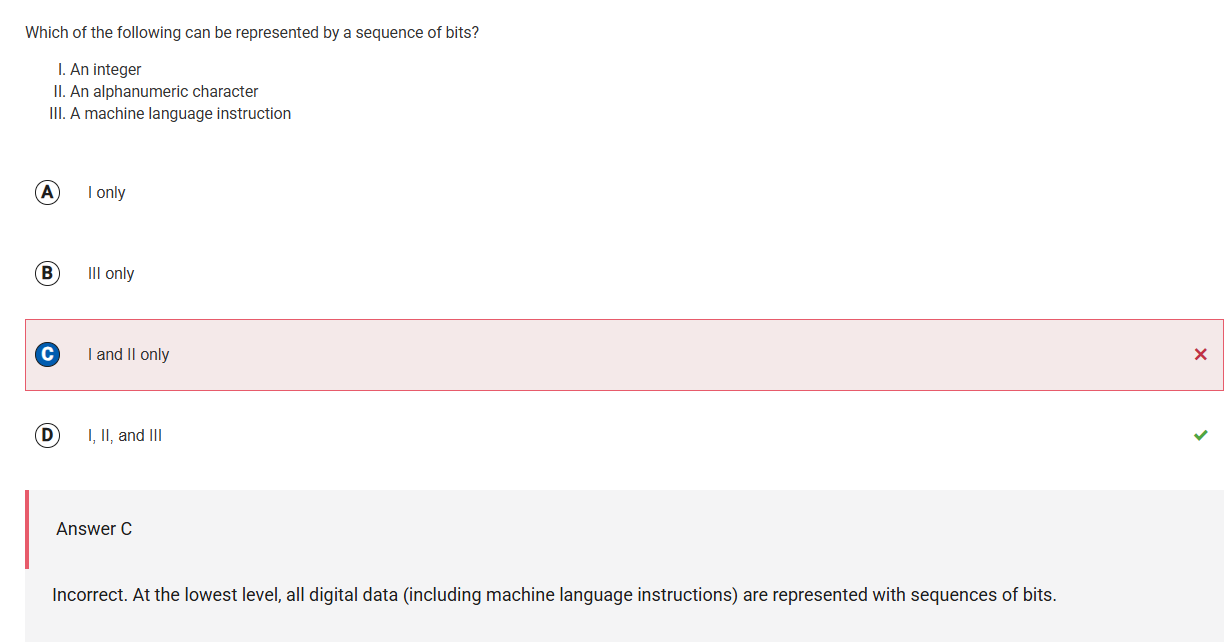 Which of the following can be represented by a sequence of bits?
I. An integer
II. An alphanumeric character
III. A machine language instruction
A I only
B III only
C I and II only
D I, II, and III
Answer C
Incorrect. At the lowest level, all digital data (including machine language instructions) are represented with sequences of bits.